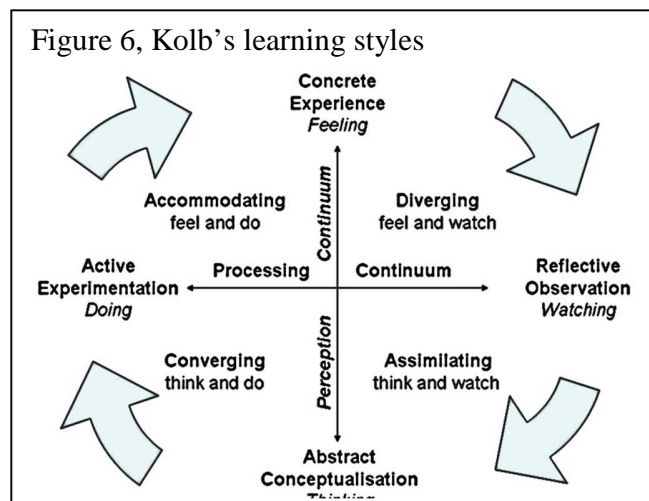 Figure 6, Kolb's learning styles
Concrete
Experience
Feeling
Accommodating
feel and do
Continuum
Diverging
feel and watch
Active
Experimentation
Doing
Processing
Continuum
Reflective
Observation
Watching
Converging
think and do
Perception
Assimilating
think and watch
Abstract
Conceptualisation